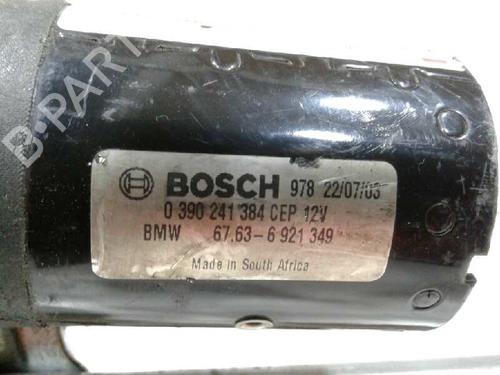 B-PARTS
BOSCH 978 22/07/03
0 390 241 384 CEP 12V
BMW 67.63- 6 921 349
Made in South Africa